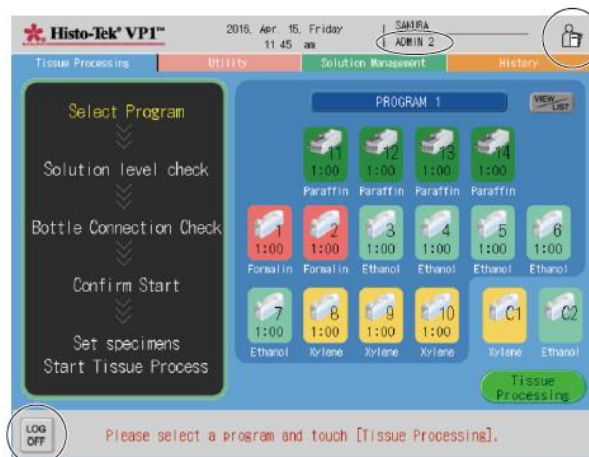 Histo-Tek® VP1™
2016. Apr. 15. Friday
11 45 am
SAKURA
ADMIN 2
Tissue Processing
Utility
Solution Management
History
Select Program
Solution level check
Bottle Connection Check
Confirm Start
Set specimens
Start Tissue Process
PROGRAM 1
VIEW LIST
11 12 13 14
1:00 1:00 1:00 1:00
Paraffin Paraffin Paraffin Paraffin
1 2 3 4 5 6
1:00 1:00 1:00 1:00 1:00 1:00
Formalin Formalin Ethanol Ethanol Ethanol Ethanol
7 8 9 10 C1 C2
1:00 1:00 1:00 1:00
Ethanol Xylene Xylene Xylene Xylene Ethanol
Tissue
Processing
LOG
OFF
Please select a program and touch [Tissue Processing].